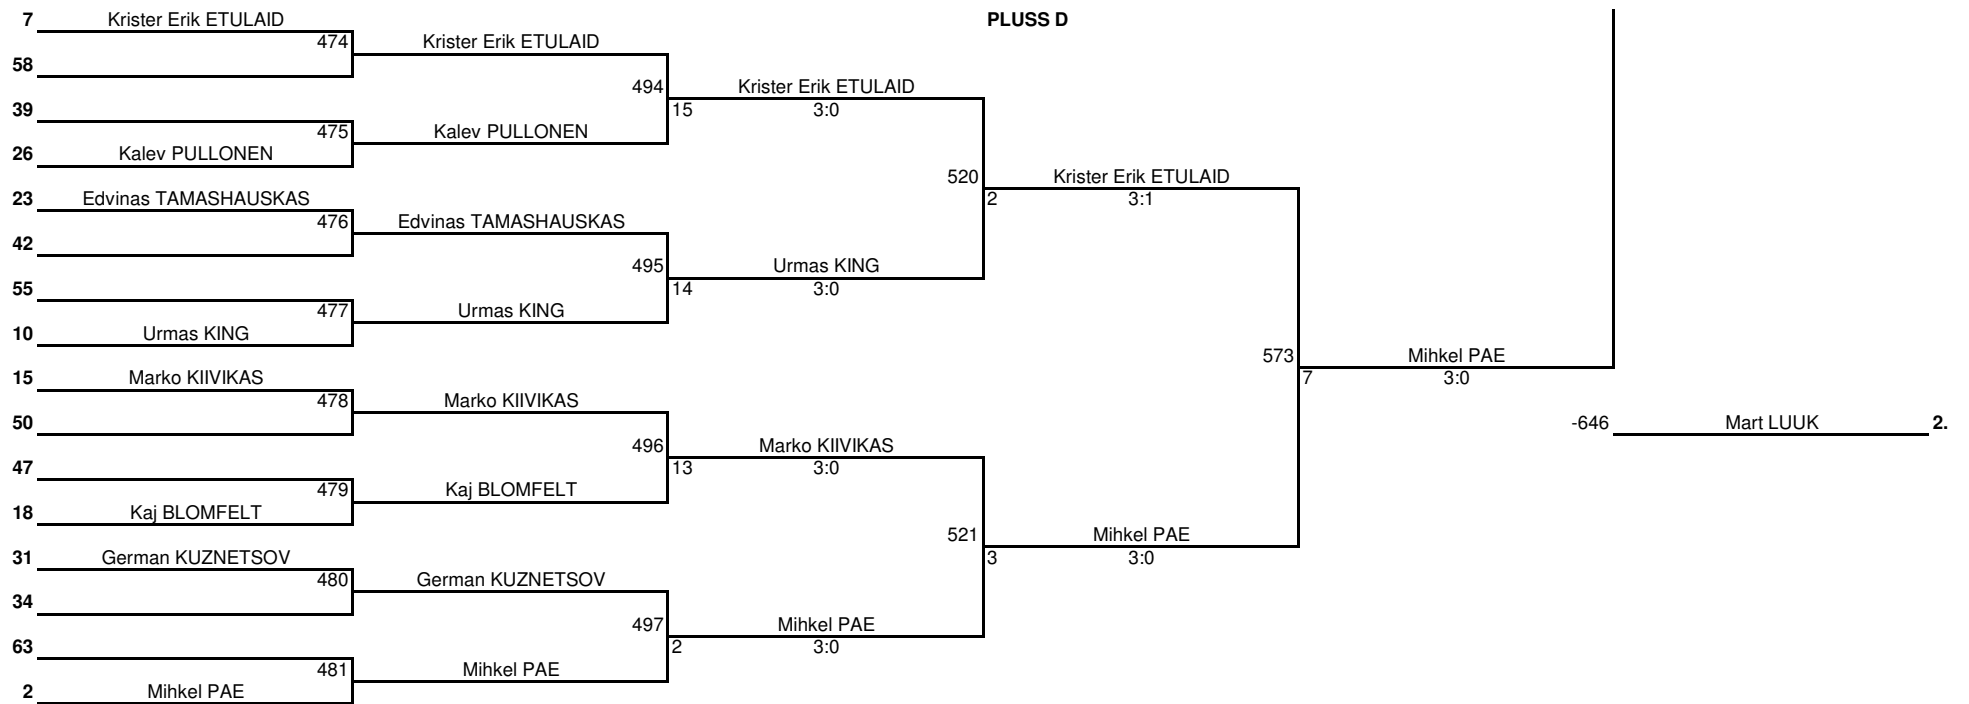 7 Krister Erik ETULAID PLUSS D
474 Krister Erik ETULAID
58
494 Krister Erik ETULAID
39 15 3:0
475 Kalev PULLONEN
26 Kalev PULLONEN
520 Krister Erik ETULAID
23 Edvinas TAMASHAUSKAS 2 3:1
476 Edvinas TAMASHAUSKAS
42
495 Urmas KING
55 14 3:0
477 Urmas KING
10 Urmas KING
573 Mihkel PAE
15 Marko KIIVIKAS 7 3:0
478 Marko KIIVIKAS
50 -646 Mart LUUK 2.
496 Marko KIIVIKAS
47 13 3:0
479 Kaj BLOMFELT
18 Kaj BLOMFELT
521 Mihkel PAE
31 German KUZNETSOV 3 3:0
480 German KUZNETSOV
34
497 Mihkel PAE
63 2 3:0
481 Mihkel PAE
2 Mihkel PAE